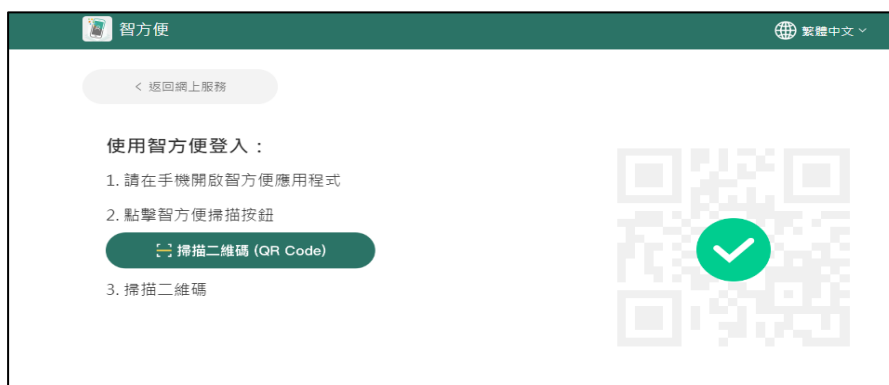 智方便
繁體中文
< 返回網上服務
使用智方便登入：
1. 請在手機開啟智方便應用程式
2. 點擊智方便掃描按鈕
掃描二維碼 (QR Code)
3. 掃描二維碼